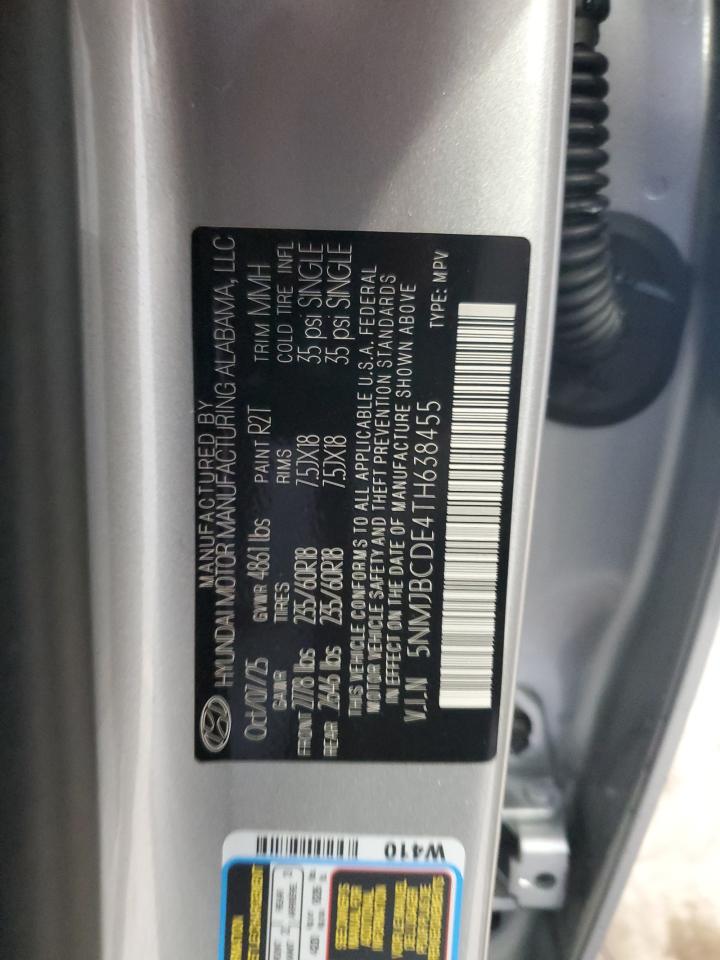 MANUFACTURED BY
HYUNDAI MOTOR MANUFACTURING ALABAMA, LLC
Oct/07/25 GVWR 4861 lbs PAINT R2T TRIM MMH
GAWR TIRES RIMS COLD TIRE INFL
FRONT 2778 lbs 235/60R18 7.5JX18 35 psi SINGLE
REAR 2646 lbs 235/60R18 7.5JX18 35 psi SINGLE
THIS VEHICLE CONFORMS TO ALL APPLICABLE U.S.A. FEDERAL
MOTOR VEHICLE SAFETY AND THEFT PREVENTION STANDARDS
IN EFFECT ON THE DATE OF MANUFACTURE SHOWN ABOVE
V.I.N 5NMJBCDE4TH638455 TYPE: MPV
W410